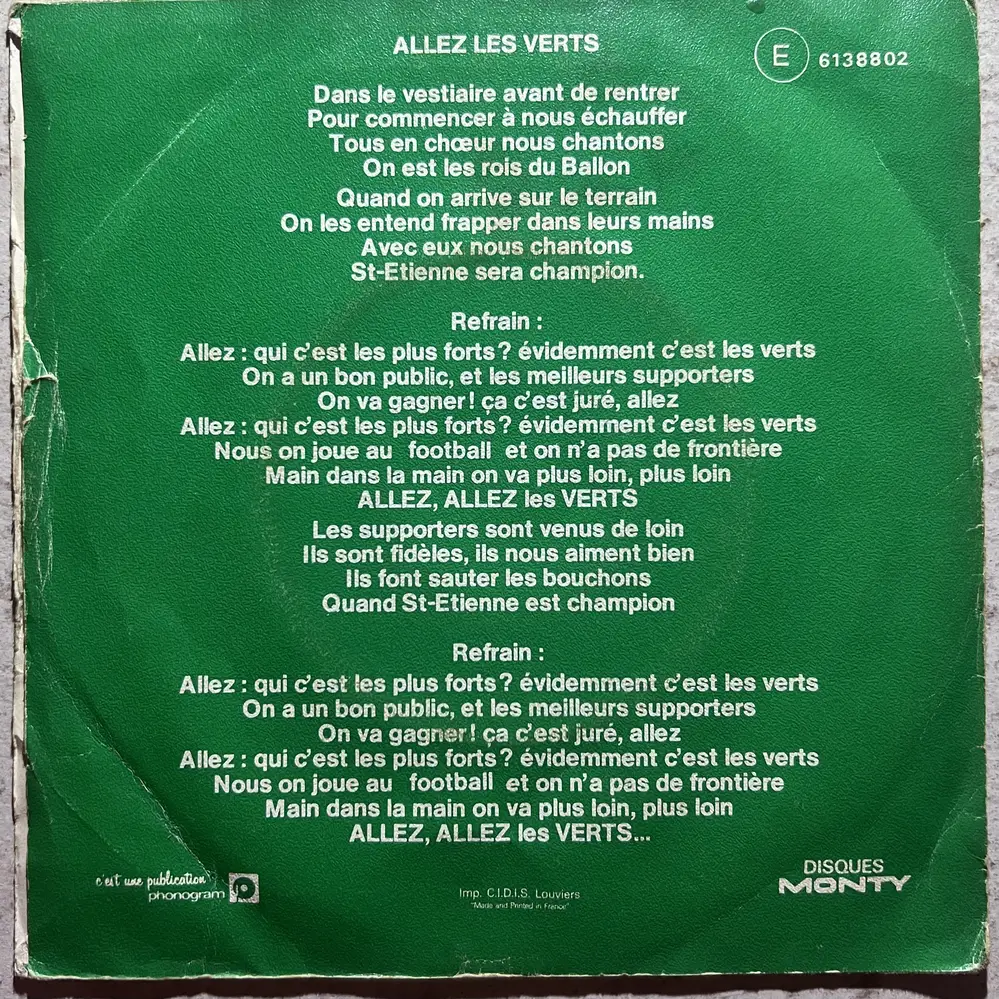 ALLEZ LES VERTS
E 6138802
Dans le vestiaire avant de rentrer
Pour commencer à nous échauffer
Tous en chœur nous chantons
On est les rois du Ballon
Quand on arrive sur le terrain
On les entend frapper dans leurs mains
Avec eux nous chantons
St-Etienne sera champion.
Refrain :
Allez : qui c'est les plus forts ? évidemment c'est les verts
On a un bon public, et les meilleurs supporters
On va gagner ! ça c'est juré, allez
Allez : qui c'est les plus forts ? évidemment c'est les verts
Nous on joue au football et on n'a pas de frontière
Main dans la main on va plus loin, plus loin
ALLEZ, ALLEZ les VERTS
Les supporters sont venus de loin
Ils sont fidèles, ils nous aiment bien
Ils font sauter les bouchons
Quand St-Etienne est champion
Refrain :
Allez : qui c'est les plus forts ? évidemment c'est les verts
On a un bon public, et les meilleurs supporters
On va gagner ! ça c'est juré, allez
Allez : qui c'est les plus forts ? évidemment c'est les verts
Nous on joue au football et on n'a pas de frontière
Main dans la main on va plus loin, plus loin
ALLEZ, ALLEZ les VERTS...
c'est une publication
phonogram p
Imp. C.I.D.I.S. Louviers
"Made and Printed in France"
DISQUES
MONTY